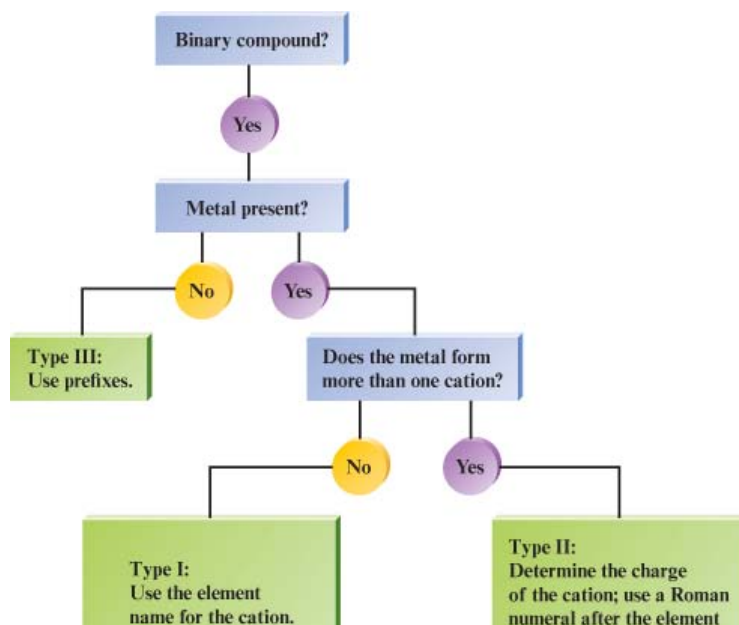 Binary compound?
Yes
Metal present?
No
Yes
Type III:
Use prefixes.
Does the metal form
more than one cation?
No
Yes
Type I:
Use the element
name for the cation.
Type II:
Determine the charge
of the cation; use a Roman
numeral after the element